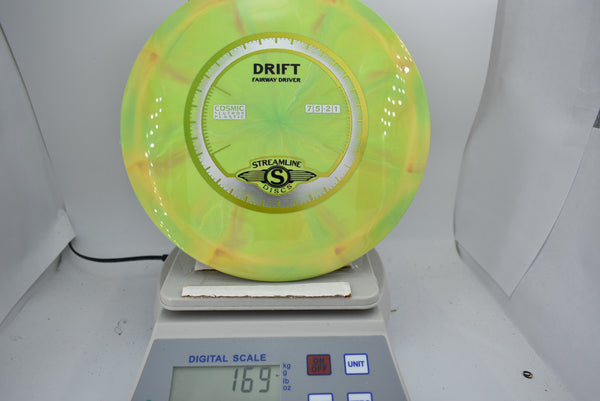 DRIFT
FAIRWAY DRIVER
COSMIC
7 5 2 1
STREAMLINE
S
DISCS
DIGITAL SCALE
kg
g
lb
oz
169
ON
OFF
UNIT